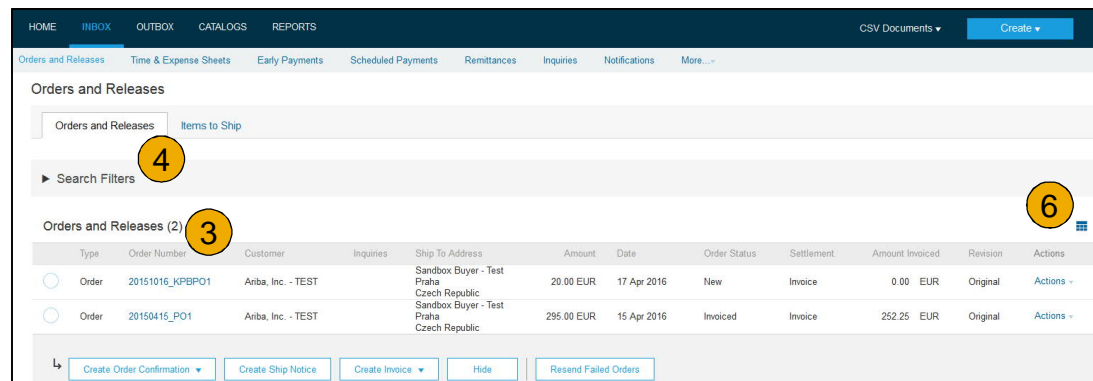 HOME INBOX OUTBOX CATALOGS REPORTS CSV Documents Create
Orders and Releases Time & Expense Sheets Early Payments Scheduled Payments Remittances Inquiries Notifications More...
Orders and Releases
Orders and Releases Items to Ship
4
Search Filters
6
Orders and Releases (2)
3
Type Order Number Customer Inquiries Ship To Address Amount Date Order Status Settlement Amount Invoiced Revision Actions
Sandbox Buyer - Test
Order 20151016_KPBPO1 Ariba, Inc. - TEST Praha 20.00 EUR 17 Apr 2016 New Invoice 0.00 EUR Original Actions
Czech Republic
Sandbox Buyer - Test
Order 20150415_PO1 Ariba, Inc. - TEST Praha 295.00 EUR 15 Apr 2016 Invoiced Invoice 252.25 EUR Original Actions
Czech Republic
Create Order Confirmation Create Ship Notice Create Invoice Hide Resend Failed Orders